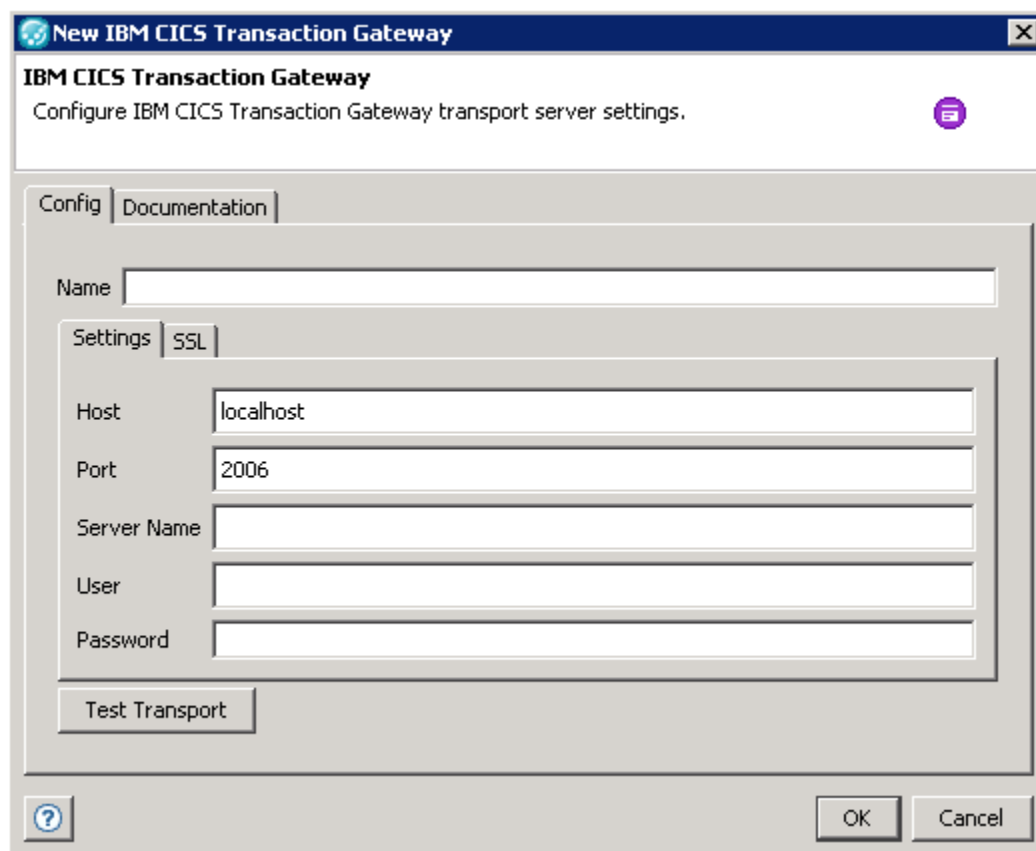 New IBM CICS Transaction Gateway
IBM CICS Transaction Gateway
Configure IBM CICS Transaction Gateway transport server settings.
Config Documentation
Name
Settings SSL
Host localhost
Port 2006
Server Name
User
Password
Test Transport
? OK Cancel